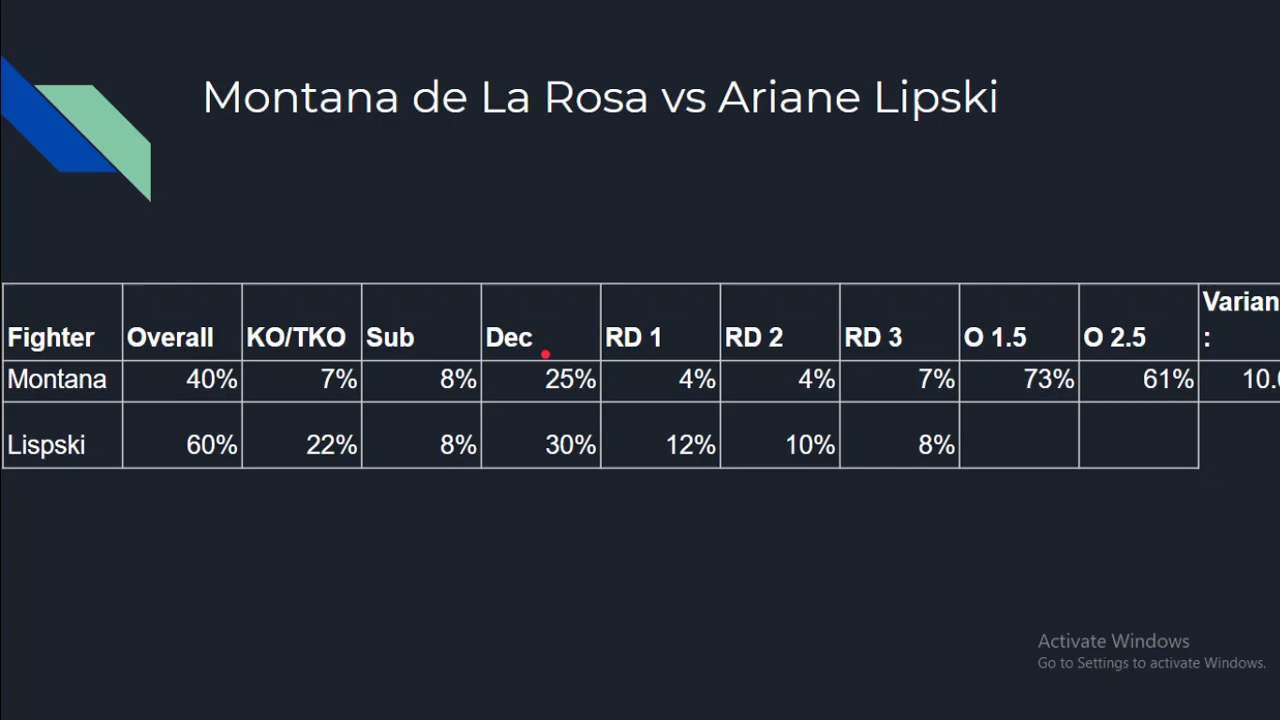 Montana de La Rosa vs Ariane Lipski
Fighter Overall KO/TKO Sub Dec RD 1 RD 2 RD 3 O 1.5 O 2.5 Varian
:
Montana 40% 7% 8% 25% 4% 4% 7% 73% 61% 10.
Lispski 60% 22% 8% 30% 12% 10% 8%
Activate Windows
Go to Settings to activate Windows.